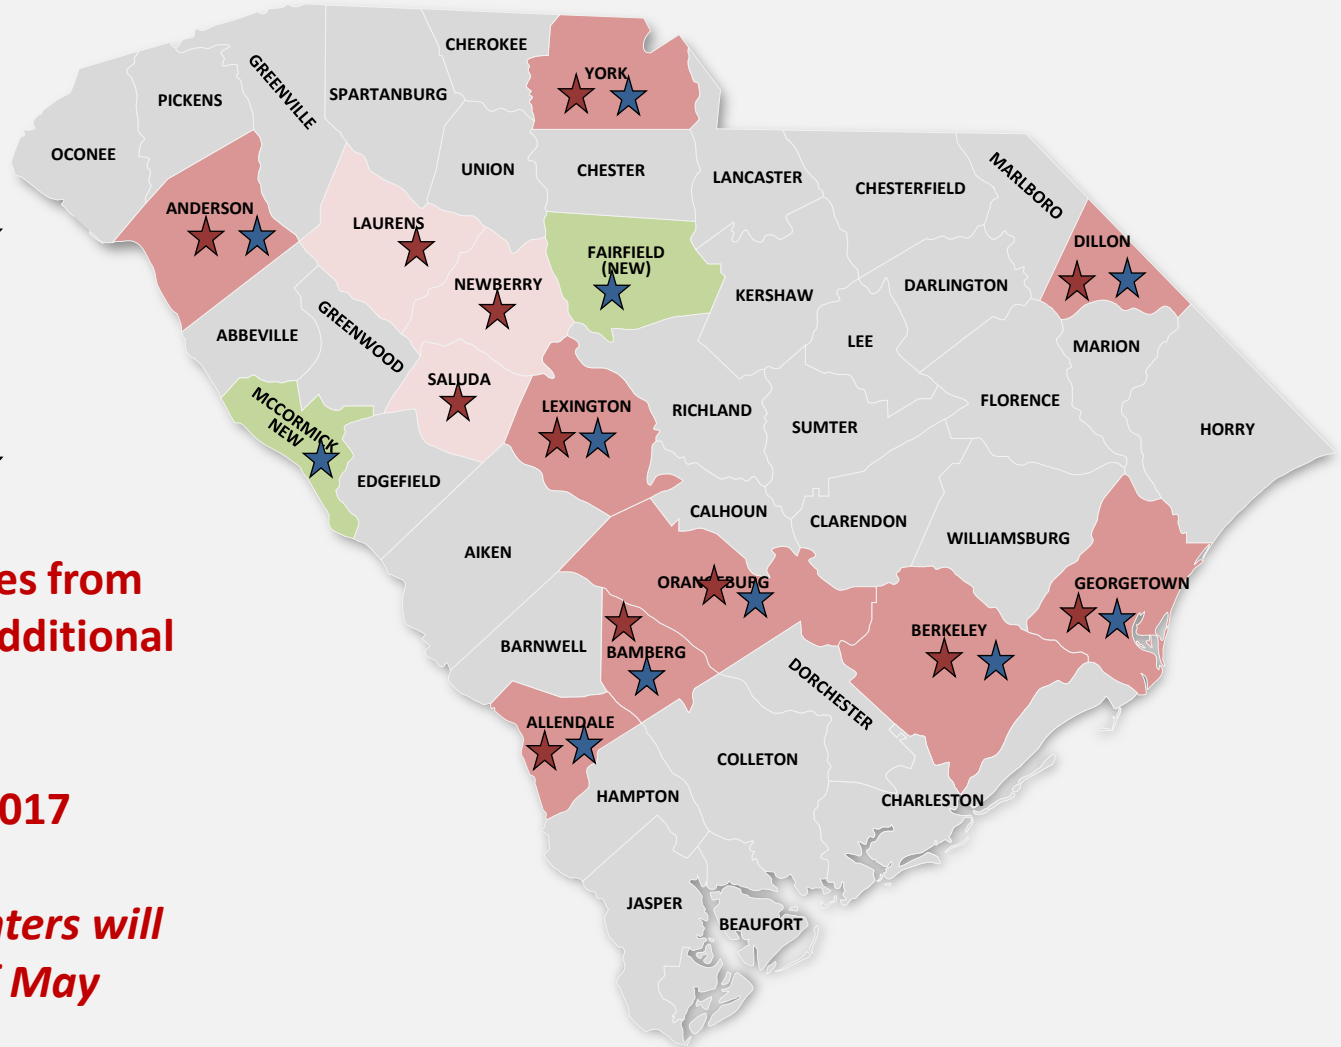 CHEROKEE
YORK
GREENVILLE
SPARTANBURG
PICKENS
OCONEE
UNION
CHESTER
LANCASTER
CHESTERFIELD
MARLBORO
ANDERSON
LAURENS
FAIRFIELD
(NEW)
DILLON
NEWBERRY
KERSHAW
DARLINGTON
ABBEVILLE
GREENWOOD
LEE
MARION
SALUDA
MCCORMICK
NEW
LEXINGTON
RICHLAND
SUMTER
FLORENCE
HORRY
EDGEFIELD
CALHOUN
CLARENDON
WILLIAMSBURG
AIKEN
es from
dditional
ORANGEBURG
GEORGETOWN
BARNWELL
BAMBERG
BERKELEY
DORCHESTER
ALLENDALE
COLLETON
HAMPTON
CHARLESTON
017
JASPER
BEAUFORT
nters will
f May